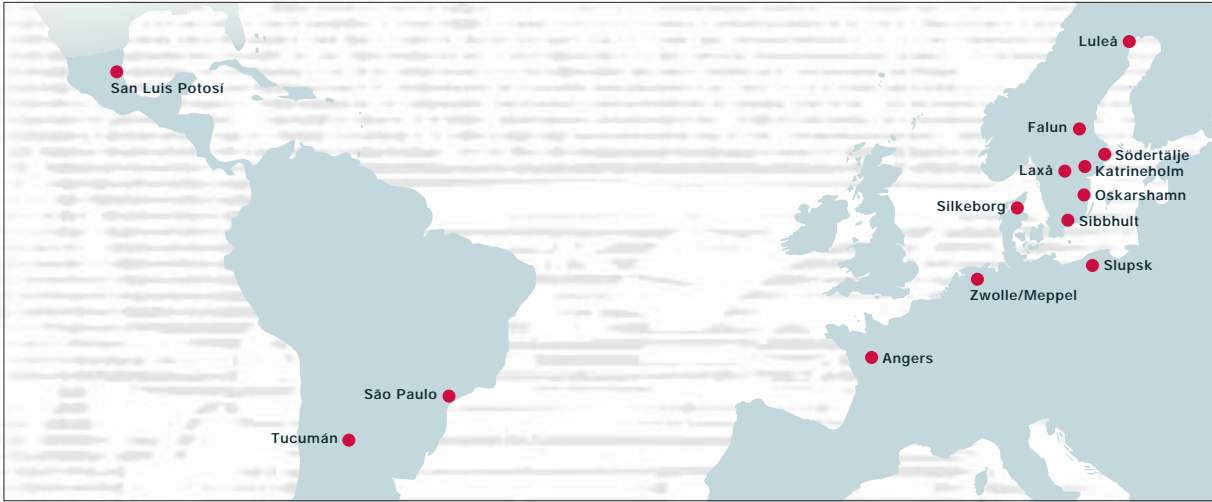 Luleå
San Luis Potosí
Falun
Södertälje
Laxå
Katrineholm
Oskarshamn
Silkeborg
Sibbhult
Slupsk
Zwolle/Meppel
Angers
São Paulo
Tucumán